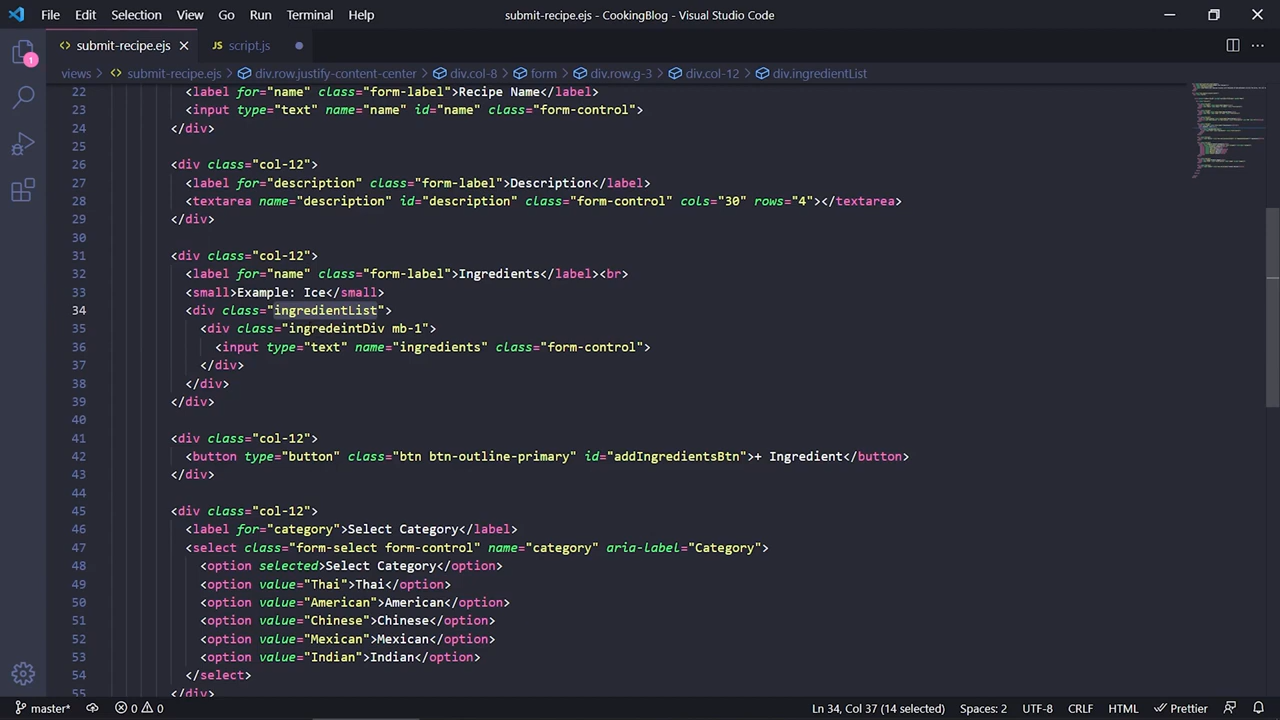 File Edit Selection View Go Run Terminal Help submit-recipe.ejs - CookingBlog - Visual Studio Code
<> submit-recipe.ejs JS script.js
1
views > <> submit-recipe.ejs > div.row.justify-content-center > div.col-8 > form > div.row.g-3 > div.col-12 > div.ingredientList
22 <label for="name" class="form-label">Recipe Name</label>
23 <input type="text" name="name" id="name" class="form-control">
24 </div>
25
26 <div class="col-12">
27 <label for="description" class="form-label">Description</label>
28 <textarea name="description" id="description" class="form-control" cols="30" rows="4"></textarea>
29 </div>
30
31 <div class="col-12">
32 <label for="name" class="form-label">Ingredients</label><br>
33 <small>Example: Ice</small>
34 <div class="ingredientList">
35 <div class="ingredeintDiv mb-1">
36 <input type="text" name="ingredients" class="form-control">
37 </div>
38 </div>
39 </div>
40
41 <div class="col-12">
42 <button type="button" class="btn btn-outline-primary" id="addIngredientsBtn">+ Ingredient</button>
43 </div>
44
45 <div class="col-12">
46 <label for="category">Select Category</label>
47 <select class="form-select form-control" name="category" aria-label="Category">
48 <option selected>Select Category</option>
49 <option value="Thai">Thai</option>
50 <option value="American">American</option>
51 <option value="Chinese">Chinese</option>
52 <option value="Mexican">Mexican</option>
53 <option value="Indian">Indian</option>
54 </select>
55 </div>
master* 0 0 Ln 34, Col 37 (14 selected) Spaces: 2 UTF-8 CRLF HTML Prettier